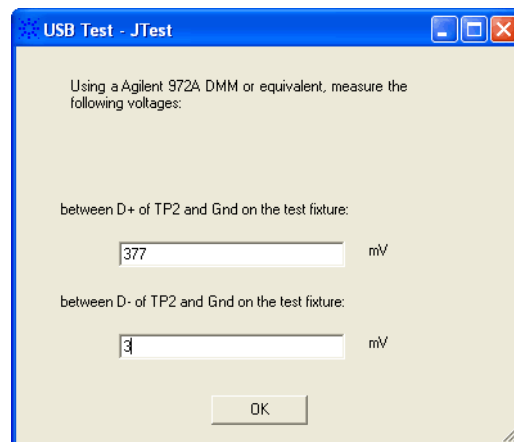 USB Test - JTest
Using a Agilent 972A DMM or equivalent, measure the
following voltages:
between D+ of TP2 and Gnd on the test fixture:
377 mV
between D- of TP2 and Gnd on the test fixture:
3 mV
OK